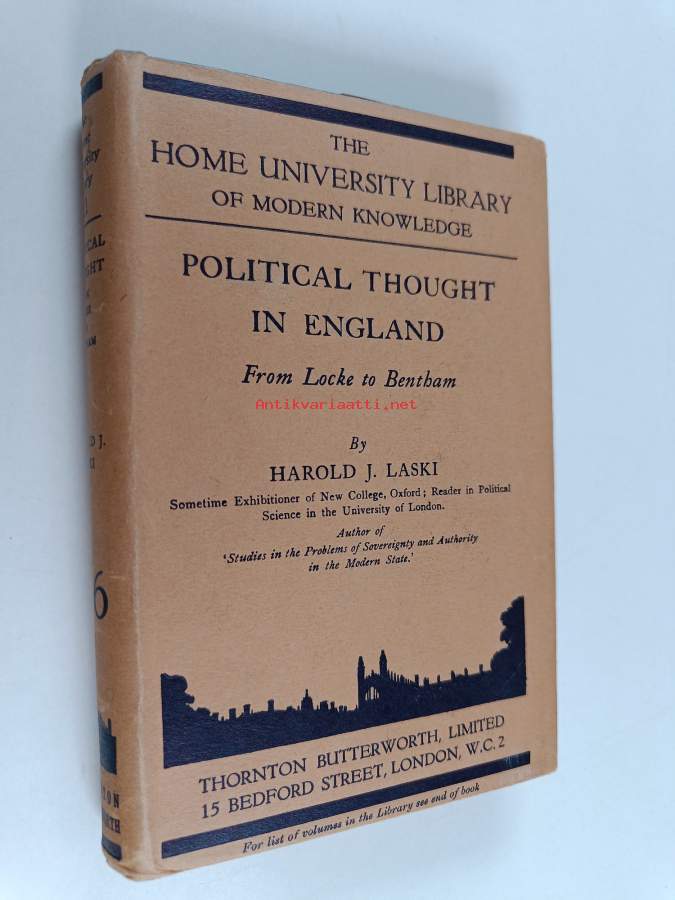 THE
HOME UNIVERSITY LIBRARY
OF MODERN KNOWLEDGE
POLITICAL THOUGHT
IN ENGLAND
From Locke to Bentham
Antikvariaatti.net
By
HAROLD J. LASKI
Sometime Exhibitioner of New College, Oxford; Reader in Political
Science in the University of London.
Author of
'Studies in the Problems of Sovereignty and Authority
in the Modern State.'
THORNTON BUTTERWORTH, LIMITED
15 BEDFORD STREET, LONDON, W.C. 2
For list of volumes in the Library see end of book